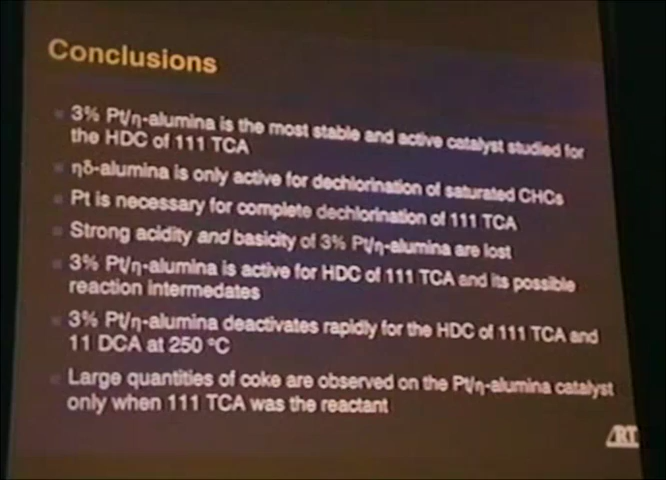 Conclusions
3% Pt/η-alumina is the most stable and active catalyst studied for
the HDC of 111 TCA
ηδ-alumina is only active for dechlorination of saturated CHCs
Pt is necessary for complete dechlorination of 111 TCA
Strong acidity and basicity of 3% Pt/η-alumina are lost
3% Pt/η-alumina is active for HDC of 111 TCA and its possible
reaction intermedates
3% Pt/η-alumina deactivates rapidly for the HDC of 111 TCA and
11 DCA at 250 °C
Large quantities of coke are observed on the Pt/η-alumina catalyst
only when 111 TCA was the reactant